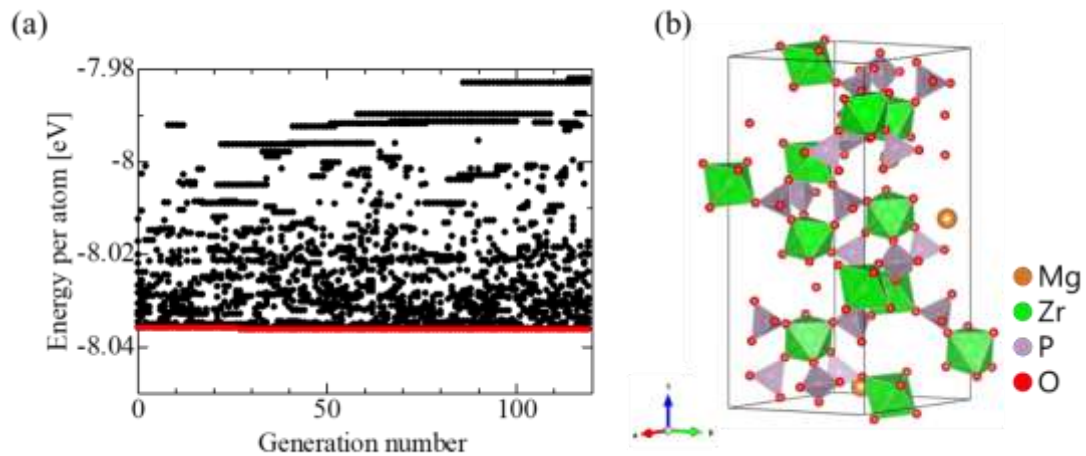 (a)
Energy per atom [eV]
-7.98
-8
-8.02
-8.04
0
50
100
Generation number
(b)
Mg
Zr
P
O